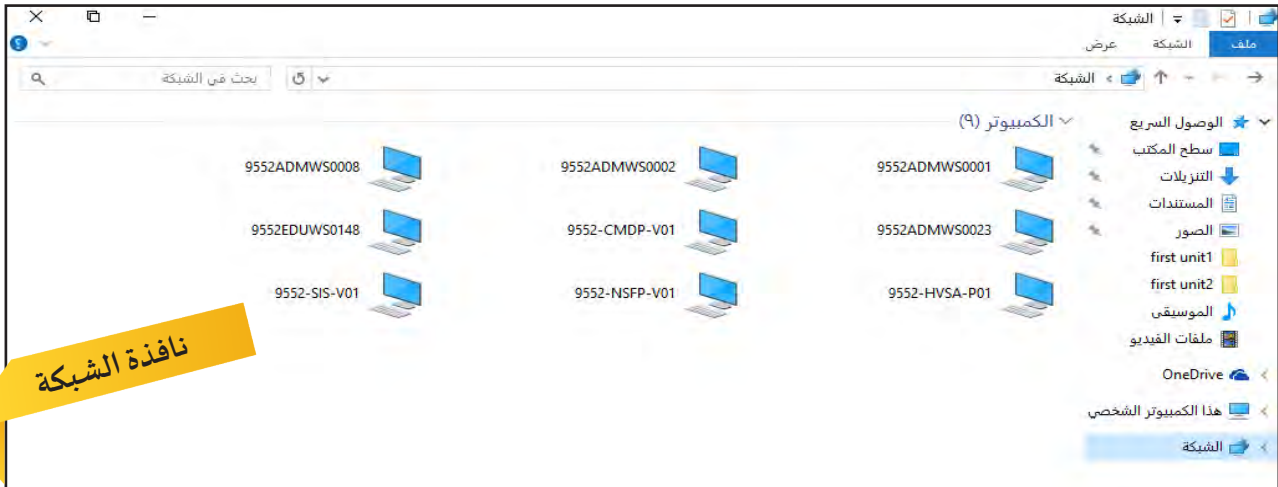 الشبكة
ملف
الشبكة
عرض
الشبكة
بحث في الشبكة
الوصول السريع
سطح المكتب
التنزيلات
المستندات
الصور
first unit1
first unit2
الموسيقى
ملفات الفيديو
OneDrive
هذا الكمبيوتر الشخصي
الشبكة
الكمبيوتر (٩)
9552ADMWS0001
9552ADMWS0002
9552ADMWS0008
9552ADMWS0023
9552-CMDP-V01
9552EDUWS0148
9552-HVSA-P01
9552-NSFP-V01
9552-SIS-V01
نافذة الشبكة